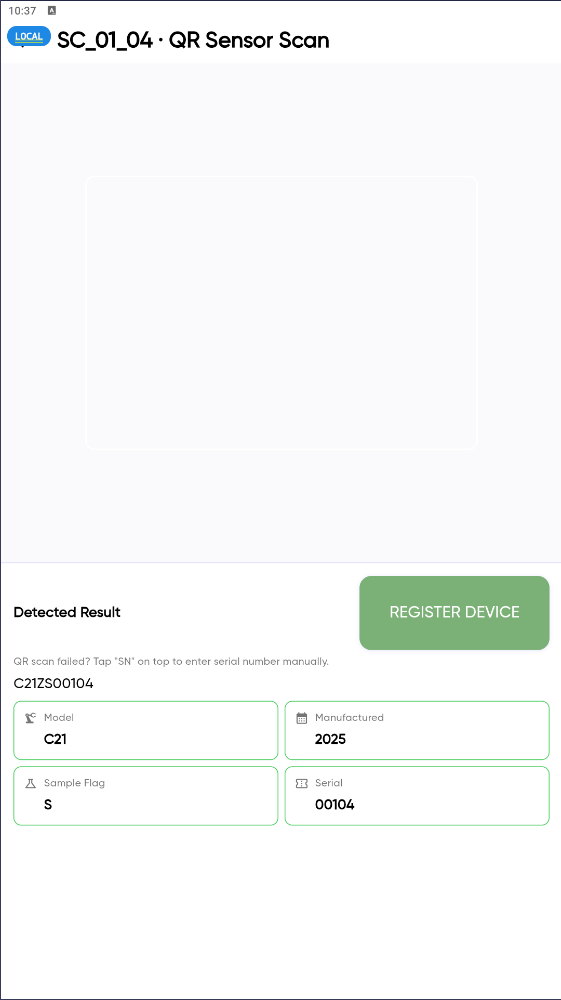 10:37 A
LOCAL SC_01_04 · QR Sensor Scan
Detected Result
REGISTER DEVICE
QR scan failed? Tap "SN" on top to enter serial number manually.
C21ZS00104
Model
C21
Manufactured
2025
Sample Flag
S
Serial
00104